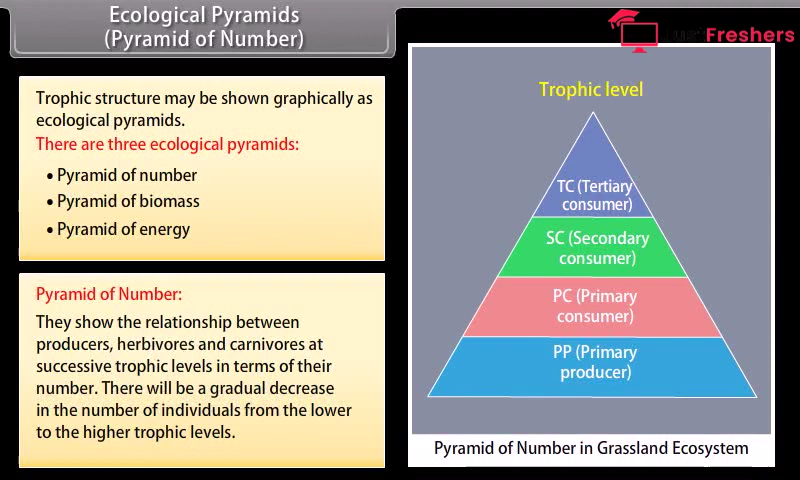 Ecological Pyramids
(Pyramid of Number)
Freshers
Trophic structure may be shown graphically as
ecological pyramids.
There are three ecological pyramids:
• Pyramid of number
• Pyramid of biomass
• Pyramid of energy
Pyramid of Number:
They show the relationship between
producers, herbivores and carnivores at
successive trophic levels in terms of their
number. There will be a gradual decrease
in the number of individuals from the lower
to the higher trophic levels.
Trophic level
TC (Tertiary
consumer)
SC (Secondary
consumer)
PC (Primary
consumer)
PP (Primary
producer)
Pyramid of Number in Grassland Ecosystem